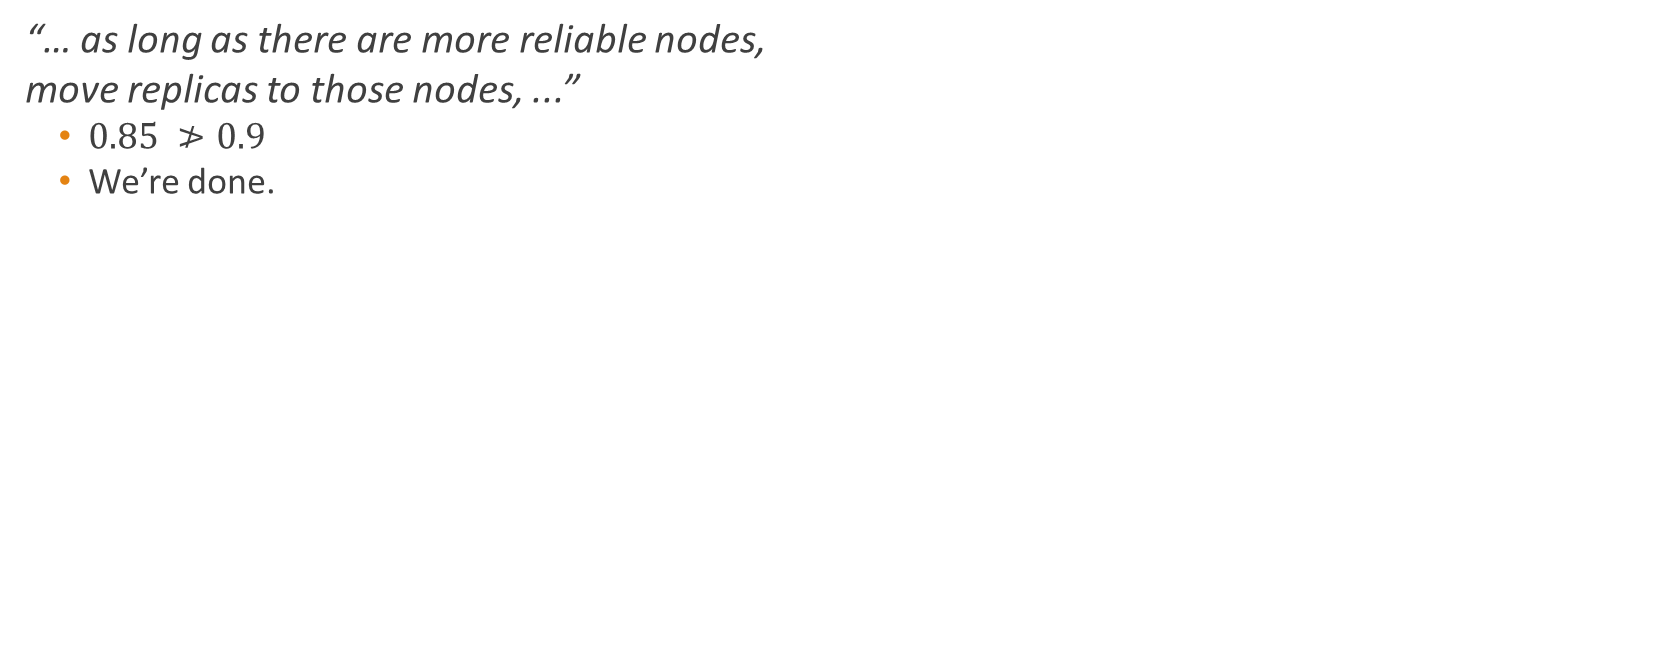 “… as long as there are more reliable nodes,
move replicas to those nodes, …”
• 0.85 ≯ 0.9
• We’re done.